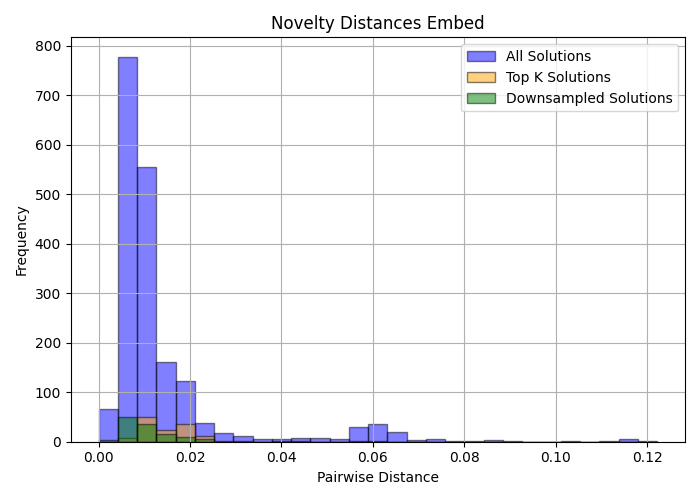 Novelty Distances Embed
All Solutions
Top K Solutions
Downsampled Solutions
800
700
600
500
400
300
200
100
0
Frequency
0.00 0.02 0.04 0.06 0.08 0.10 0.12
Pairwise Distance